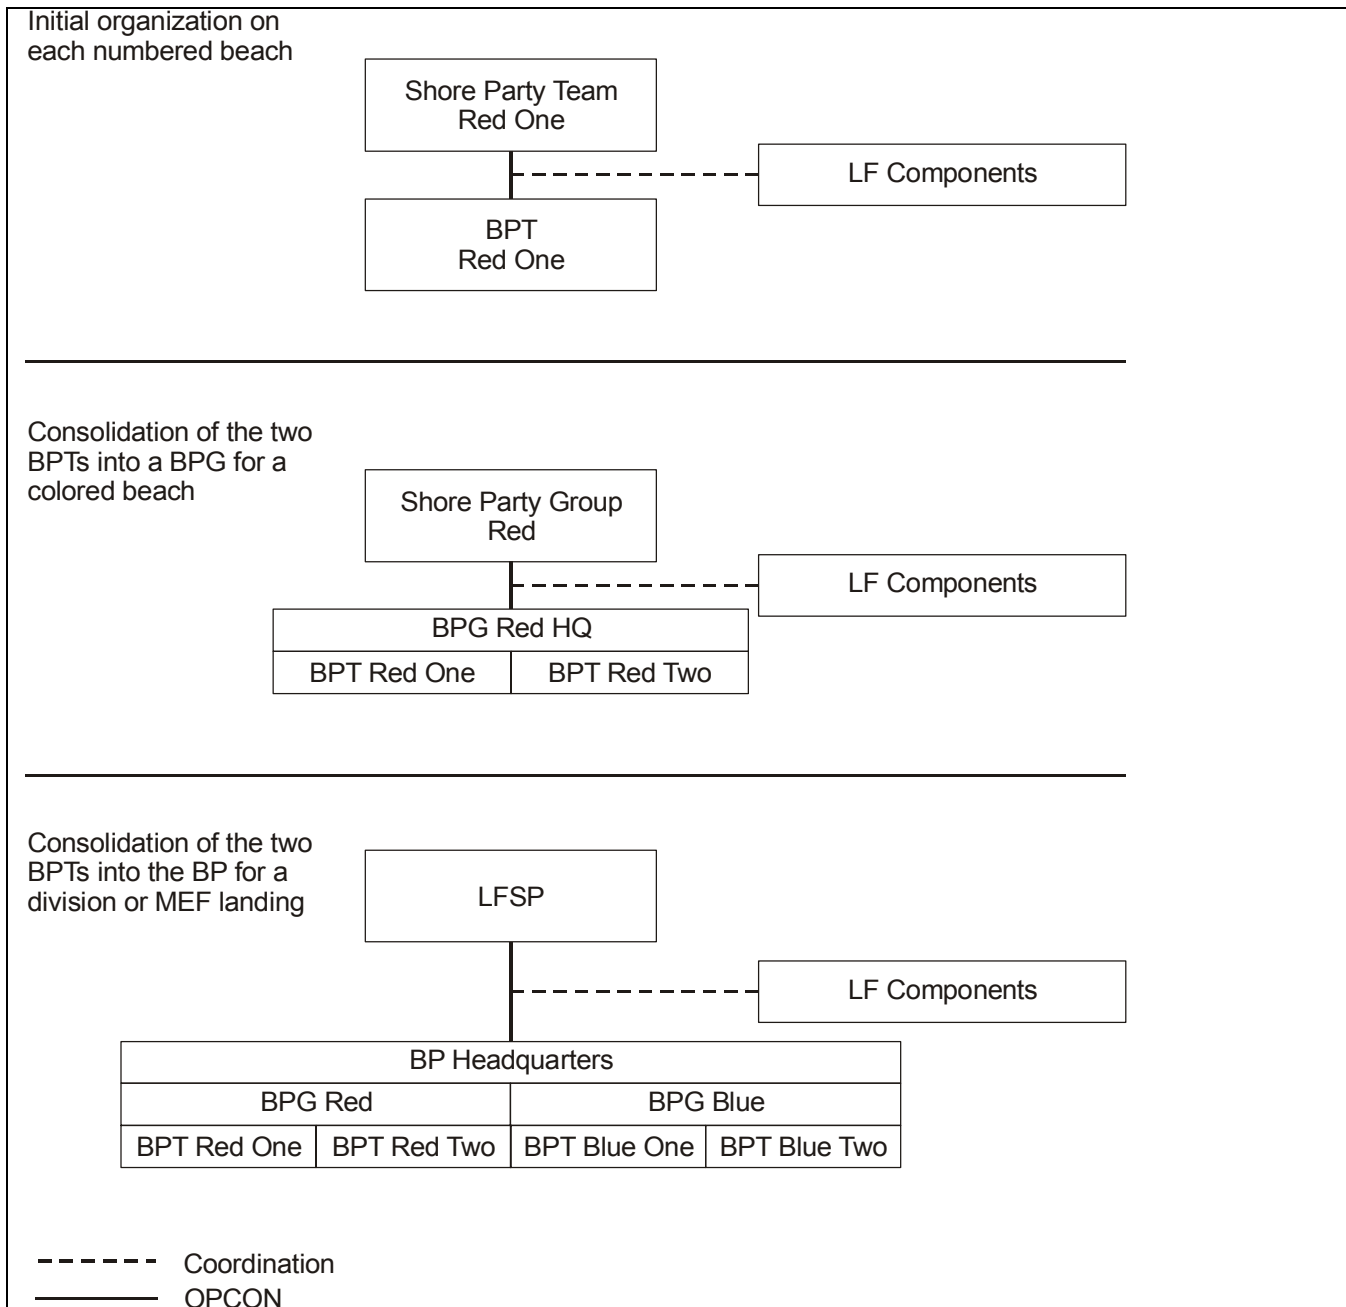 Initial organization on
each numbered beach
Shore Party Team
Red One
LF Components
BPT
Red One
Consolidation of the two
BPTs into a BPG for a
colored beach
Shore Party Group
Red
LF Components
BPG Red HQ
BPT Red One
BPT Red Two
Consolidation of the two
BPTs into the BP for a
division or MEF landing
LFSP
LF Components
BP Headquarters
BPG Red
BPG Blue
BPT Red One
BPT Red Two
BPT Blue One
BPT Blue Two
Coordination
OPCON